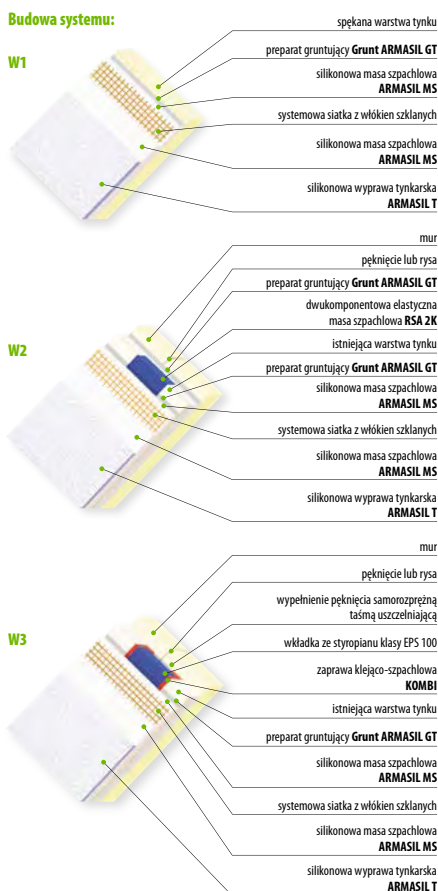 Budowa systemu:
W1
spękana warstwa tynku
preparat gruntujący Grunt ARMASIL GT
silikonowa masa szpachlowa
ARMASIL MS
systemowa siatka z włókien szklanych
silikonowa masa szpachlowa
ARMASIL MS
silikonowa wyprawa tynkarska
ARMASIL T
W2
mur
pęknięcie lub rysa
preparat gruntujący Grunt ARMASIL GT
dwukomponentowa elastyczna
masa szpachlowa RSA 2K
istniejąca warstwa tynku
preparat gruntujący Grunt ARMASIL GT
silikonowa masa szpachlowa
ARMASIL MS
systemowa siatka z włókien szklanych
silikonowa masa szpachlowa
ARMASIL MS
silikonowa wyprawa tynkarska
ARMASIL T
W3
mur
pęknięcie lub rysa
wypełnienie pęknięcia samorozprężną
taśmą uszczelniającą
wkładka ze styropianu klasy EPS 100
zaprawa klejąco-szpachlowa
KOMBI
istniejąca warstwa tynku
preparat gruntujący Grunt ARMASIL GT
silikonowa masa szpachlowa
ARMASIL MS
systemowa siatka z włókien szklanych
silikonowa masa szpachlowa
ARMASIL MS
silikonowa wyprawa tynkarska
ARMASIL T